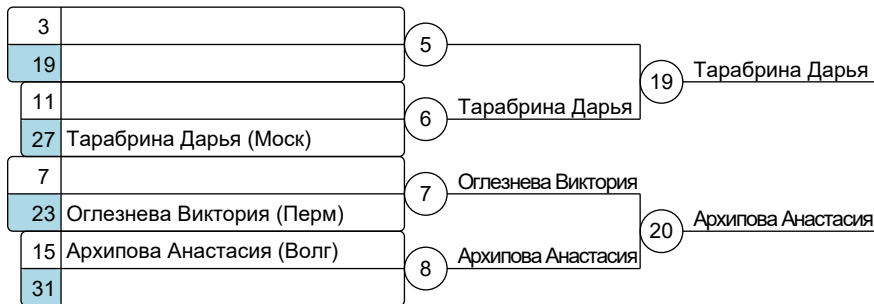 3
19
5
11
27 Тарабрина Дарья (Моск)
6 Тарабрина Дарья
19 Тарабрина Дарья
7
23 Оглезнева Виктория (Перм)
7 Оглезнева Виктория
15 Архипова Анастасия (Волг)
31
8 Архипова Анастасия
20 Архипова Анастасия